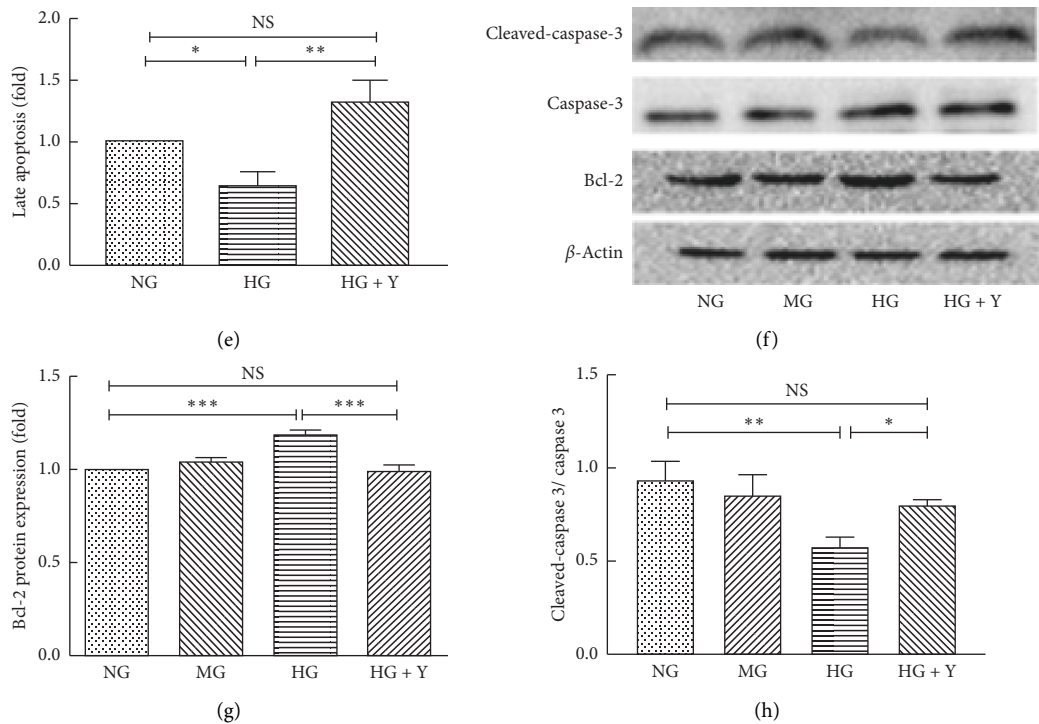 NS
*
**
2.0
1.5
1.0
0.5
0.0
Late apoptosis (fold)
NG
HG
HG + Y
(e)
Cleaved-caspase-3
Caspase-3
Bcl-2
β-Actin
NG
MG
HG
HG + Y
(f)
NS
***
***
1.5
1.0
0.5
0.0
Bcl-2 protein expression (fold)
NG
MG
HG
HG + Y
(g)
NS
**
*
1.5
1.0
0.5
0.0
Cleaved-caspase 3/ caspase 3
NG
MG
HG
HG + Y
(h)